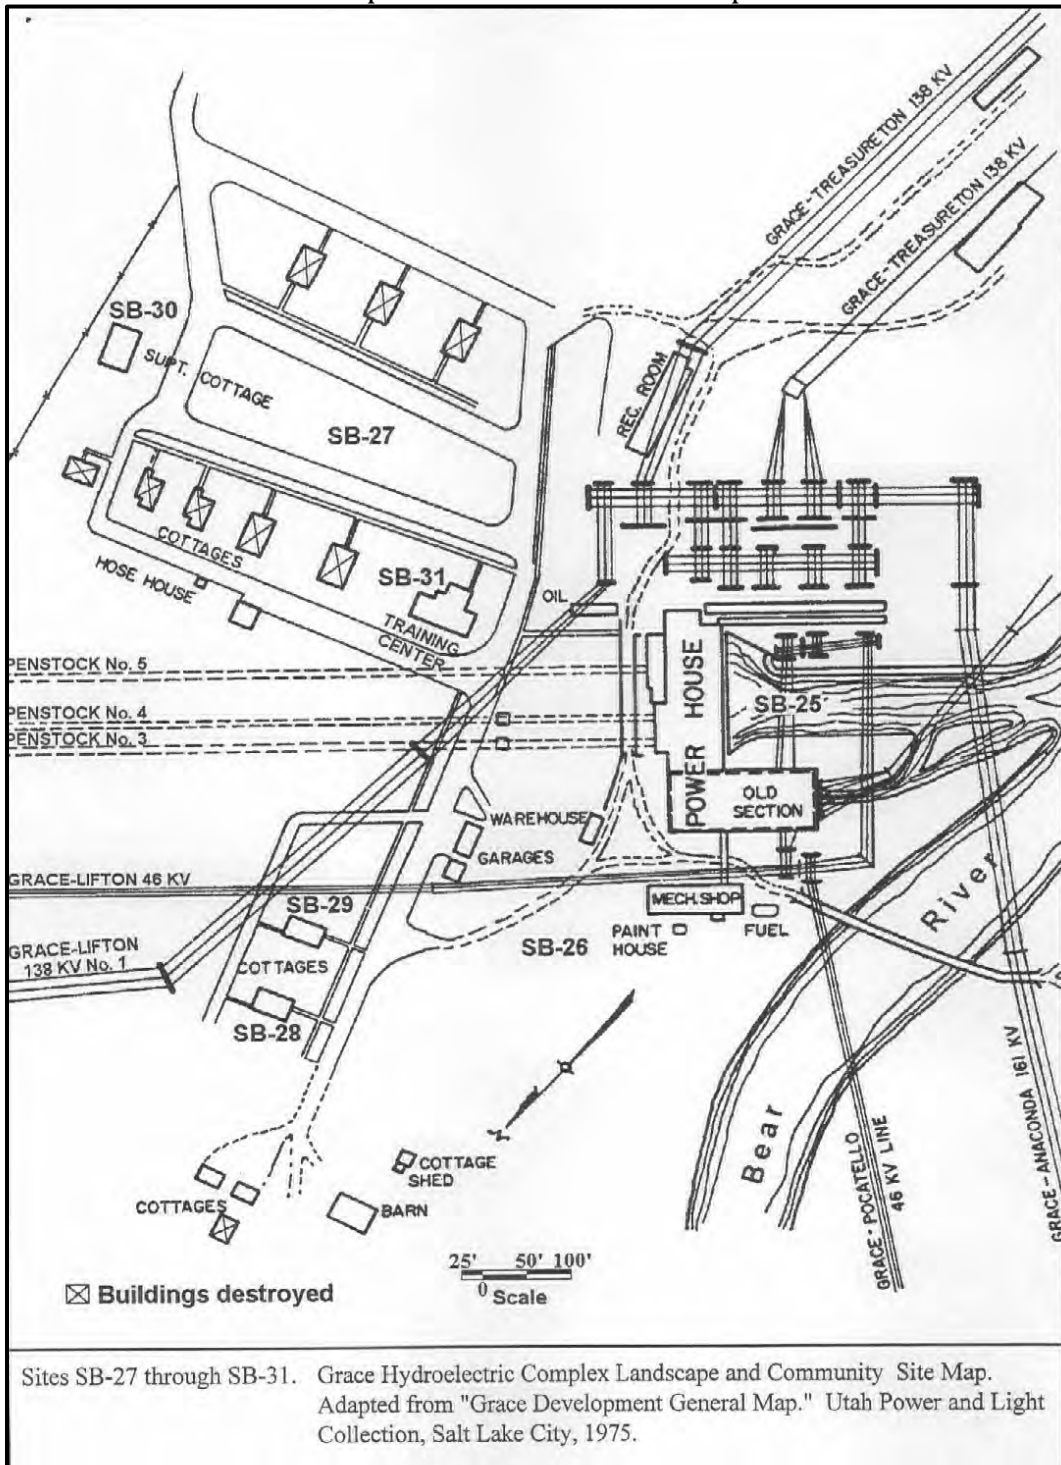 GRACE-TREASURETON 138 KV
GRACE-TREASURETON 138 KV
SB-30
SUPT. COTTAGE
SB-27
REC. ROOM
COTTAGES
HOSE HOUSE
SB-31
TRAINING
CENTER
OIL
PENSTOCK No. 5
PENSTOCK No. 4
PENSTOCK No. 3
POWER HOUSE
SB-25
OLD
SECTION
WAREHOUSE
GARAGES
GRACE-LIFTON 46 KV
SB-29
GRACE-LIFTON
138 KV No. 1
COTTAGES
SB-28
MECH. SHOP
SB-26
PAINT
HOUSE
FUEL
Bear River
COTTAGE
SHED
COTTAGES
BARN
GRACE-POCATELLO
46 KV LINE
GRACE-ANACONDA 161 KV
25' 50' 100'
0 Scale
Buildings destroyed
Sites SB-27 through SB-31. Grace Hydroelectric Complex Landscape and Community Site Map.
Adapted from "Grace Development General Map." Utah Power and Light
Collection, Salt Lake City, 1975.